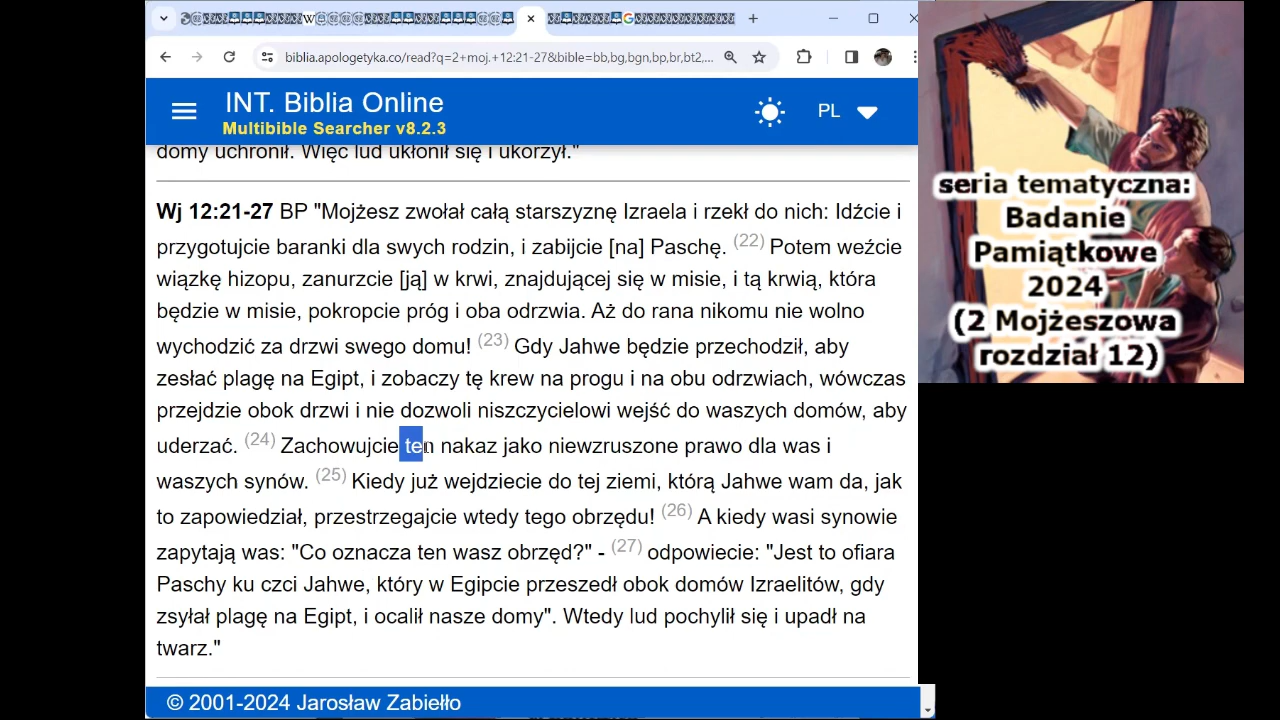 biblia.apologetyka.co/read?q=2+moj.+12:21-27&bible=bb,bg,bgn,bp,br,bt2,...
INT. Biblia Online
Multibible Searcher v8.2.3
PL
domy uchronił. Więc lud ukłonił się i ukorzył."
Wj 12:21-27 BP "Mojżesz zwołał całą starszyznę Izraela i rzekł do nich: Idźcie i
przygotujcie baranki dla swych rodzin, i zabijcie [na] Paschę. (22) Potem weźcie
wiązkę hizopu, zanurzcie [ją] w krwi, znajdującej się w misie, i tą krwią, która
będzie w misie, pokropcie próg i oba odrzwia. Aż do rana nikomu nie wolno
wychodzić za drzwi swego domu! (23) Gdy Jahwe będzie przechodził, aby
zesłać plagę na Egipt, i zobaczy tę krew na progu i na obu odrzwiach, wówczas
przejdzie obok drzwi i nie dozwoli niszczycielowi wejść do waszych domów, aby
uderzać. (24) Zachowujcie ten nakaz jako niewzruszone prawo dla was i
waszych synów. (25) Kiedy już wejdziecie do tej ziemi, którą Jahwe wam da, jak
to zapowiedział, przestrzegajcie wtedy tego obrzędu! (26) A kiedy wasi synowie
zapytają was: "Co oznacza ten wasz obrzęd?" - (27) odpowiecie: "Jest to ofiara
Paschy ku czci Jahwe, który w Egipcie przeszedł obok domów Izraelitów, gdy
zsyłał plagę na Egipt, i ocalił nasze domy". Wtedy lud pochylił się i upadł na
twarz."
© 2001-2024 Jarosław Zabiełło
seria tematyczna:
Badanie
Pamiątkowe
2024
(2 Mojżeszowa
rozdział 12)